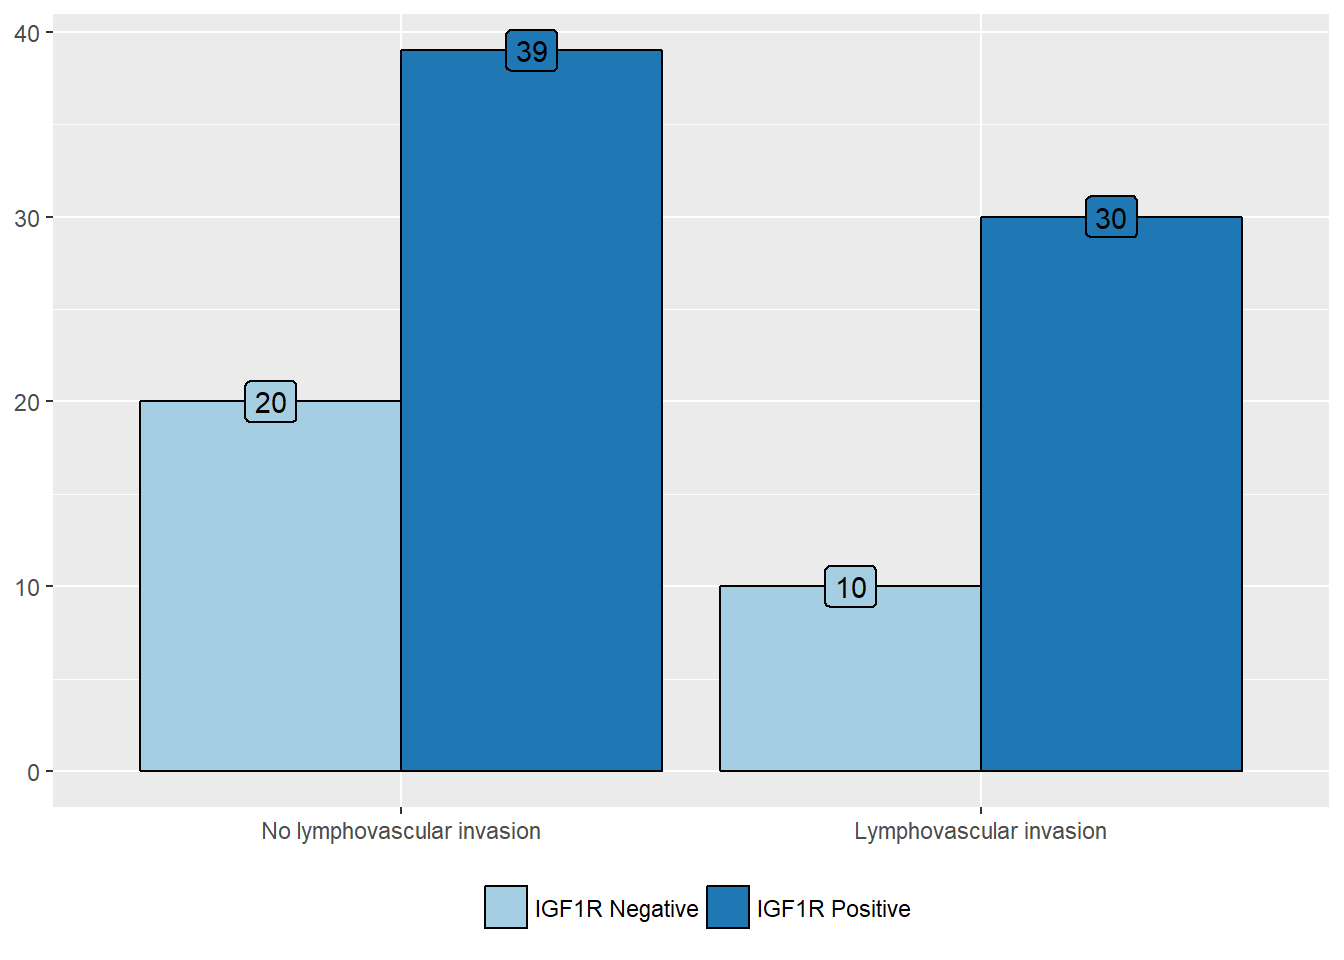 40
39
30
30
20
20
10
10
0
No lymphovascular invasion
Lymphovascular invasion
IGF1R Negative
IGF1R Positive